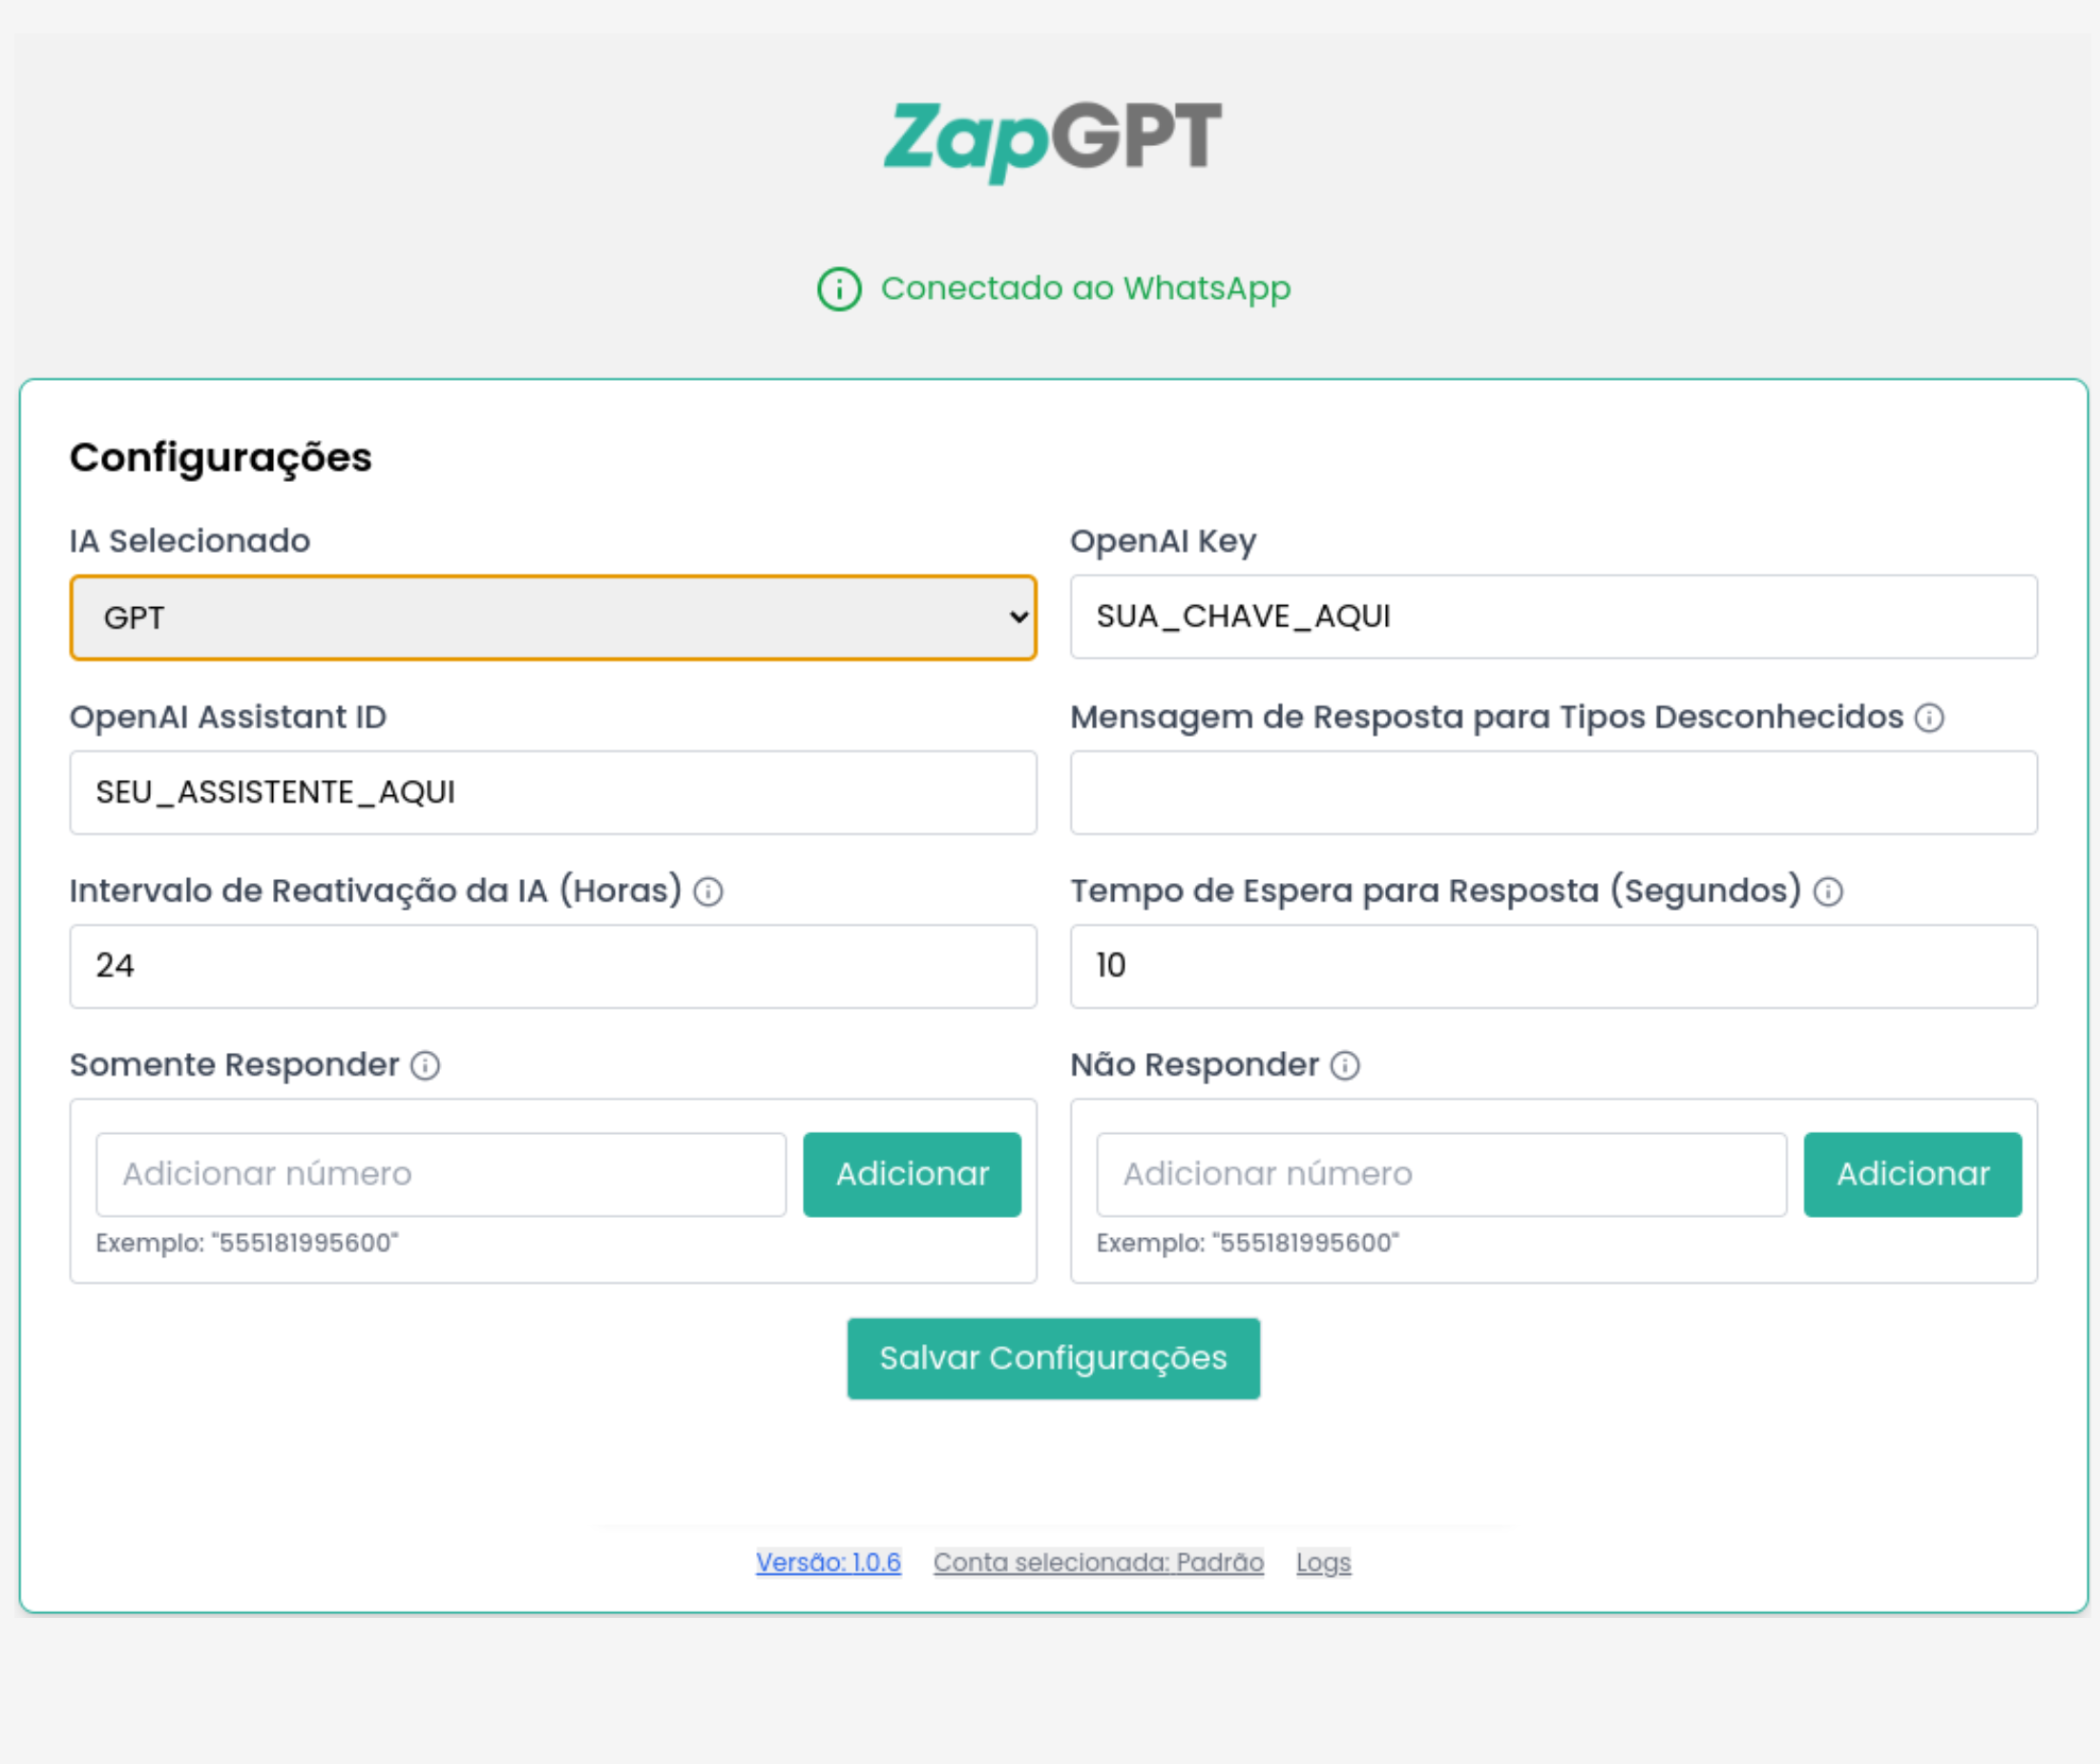 ZapGPT
Conectado ao WhatsApp
Configurações
IA Selecionado
GPT
OpenAI Key
SUA_CHAVE_AQUI
OpenAI Assistant ID
SEU_ASSISTENTE_AQUI
Mensagem de Resposta para Tipos Desconhecidos
Intervalo de Reativação da IA (Horas)
24
Tempo de Espera para Resposta (Segundos)
10
Somente Responder
Adicionar número
Adicionar
Exemplo: "555181995600"
Não Responder
Adicionar número
Adicionar
Exemplo: "555181995600"
Salvar Configurações
Versão: 1.0.6 Conta selecionada: Padrão Logs